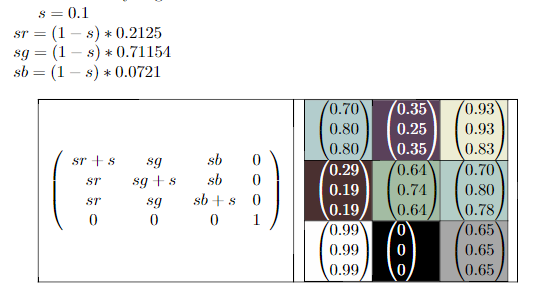 s = 0.1
sr = (1 − s) ∗ 0.2125
sg = (1 − s) ∗ 0.71154
sb = (1 − s) ∗ 0.0721
sr + s sg sb 0
sr sg + s sb 0
sr sg sb + s 0
0 0 0 1
0.70 0.35 0.93
0.80 0.25 0.93
0.80 0.35 0.83
0.29 0.64 0.70
0.19 0.74 0.80
0.19 0.64 0.78
0.99 0 0.65
0.99 0 0.65
0.99 0 0.65